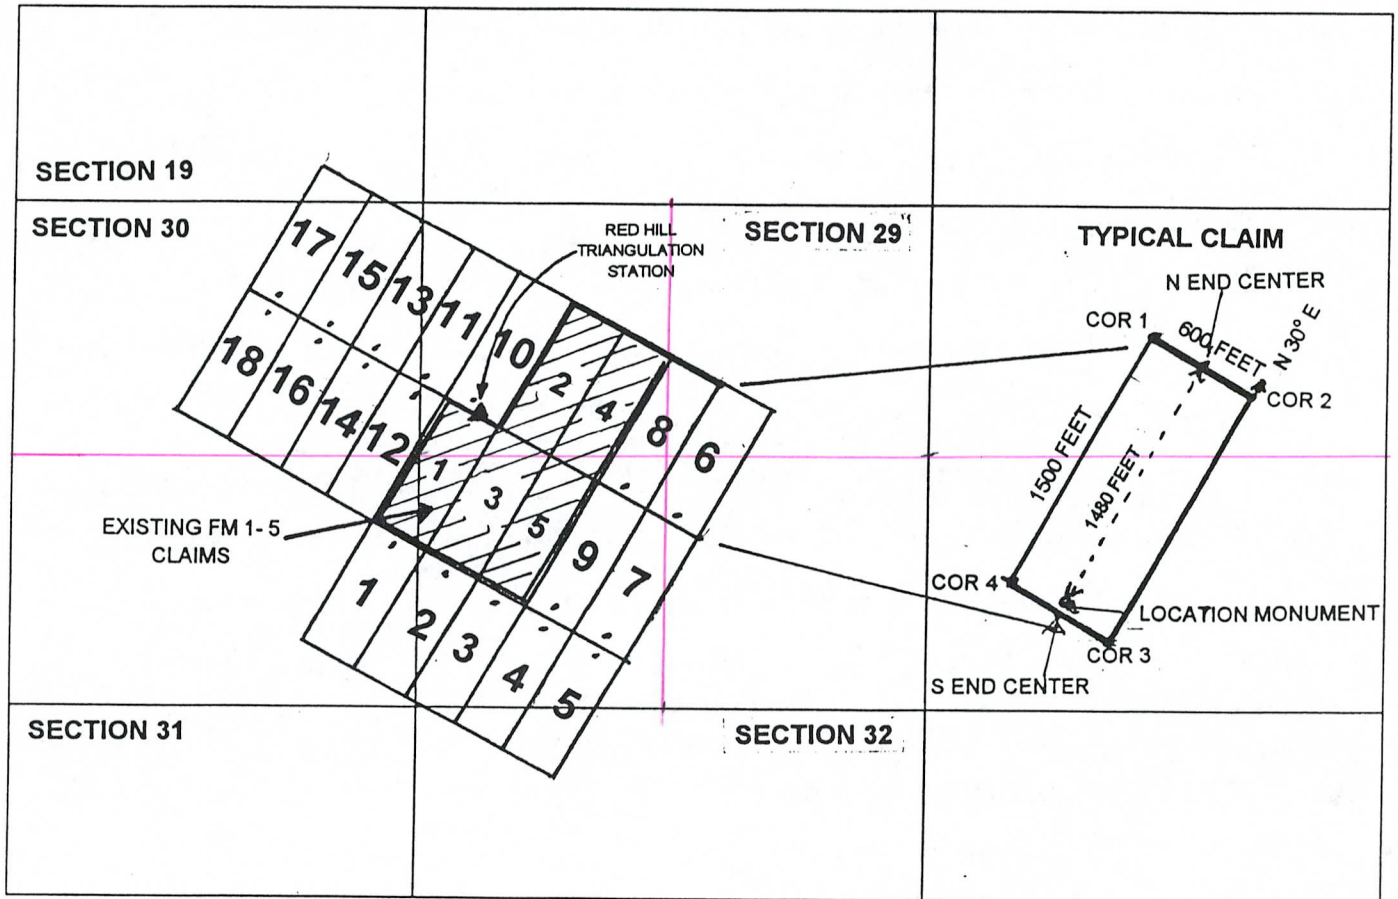 SECTION 19
SECTION 30
RED HILL
TRIANGULATION
STATION
SECTION 29
TYPICAL CLAIM
N END CENTER
COR 1
600 FEET
N 30° E
COR 2
1500 FEET
1480 FEET
COR 4
LOCATION MONUMENT
COR 3
S END CENTER
17
15
13
11
10
2
4
8
6
18
16
14
12
1
3
5
9
7
EXISTING FM 1-5
CLAIMS
1
2
3
4
5
SECTION 31
SECTION 32